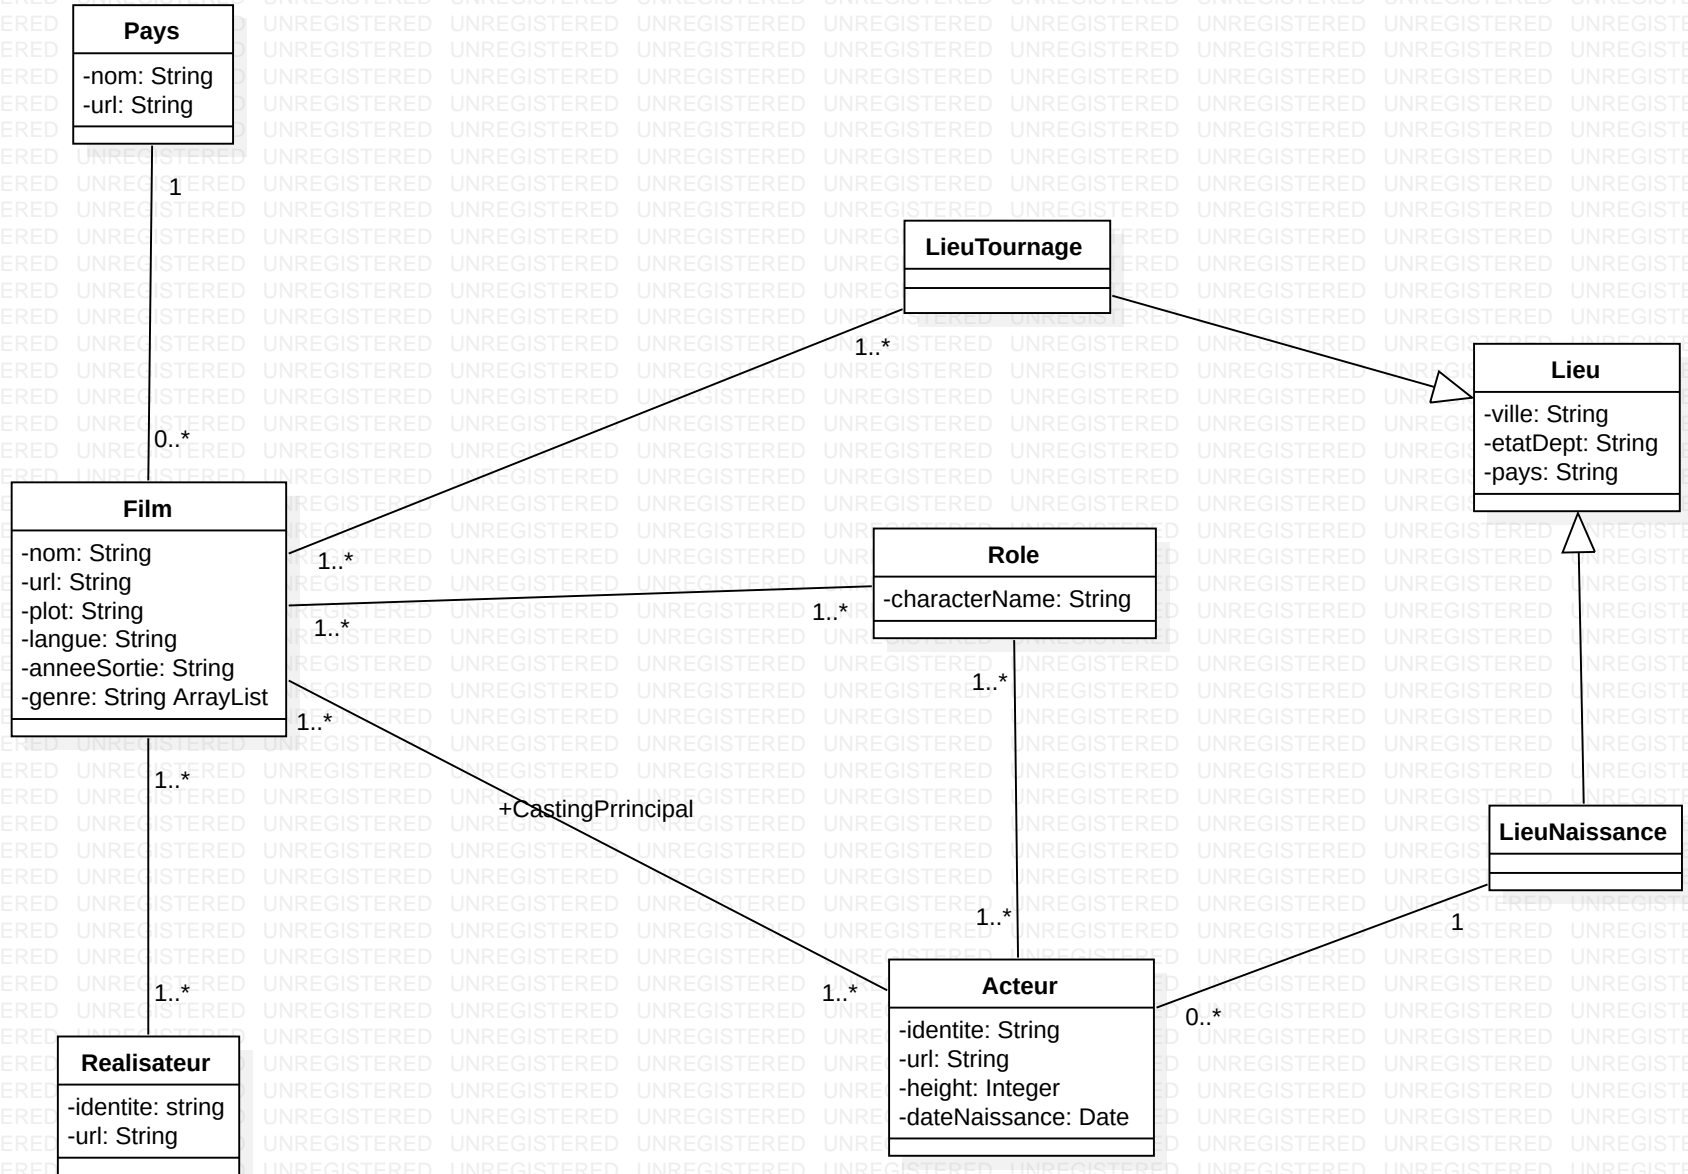 Pays
-nom: String
-url: String
1
0..*
LieuTournage
1..*
Lieu
-ville: String
-etatDept: String
-pays: String
Film
-nom: String
-url: String
-plot: String
-langue: String
-anneeSortie: String
-genre: String ArrayList
1..*
1..*
1..*
1..*
1..*
Role
-characterName: String
1..*
1..*
+CastingPrrincipal
1..*
LieuNaissance
1
0..*
Acteur
-identite: String
-url: String
-height: Integer
-dateNaissance: Date
1..*
Realisateur
-identite: string
-url: String
UNREGISTERED